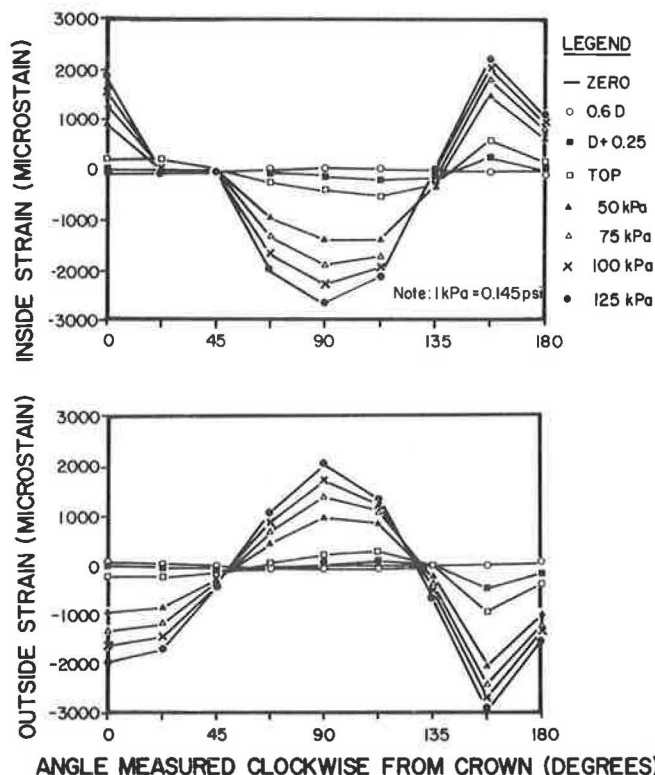 3000
2000
1000
0
-1000
-2000
-3000
INSIDE STRAIN (MICROSTAIN)
0
45
90
135
180
Note: 1 kPa = 0.145 psi
LEGEND
ZERO
0.6 D
D + 0.25
TOP
50 kPa
75 kPa
100 kPa
125 kPa
3000
2000
1000
0
-1000
-2000
-3000
OUTSIDE STRAIN (MICROSTAIN)
0
45
90
135
180
ANGLE MEASURED CLOCKWISE FROM CROWN (DEGREES)